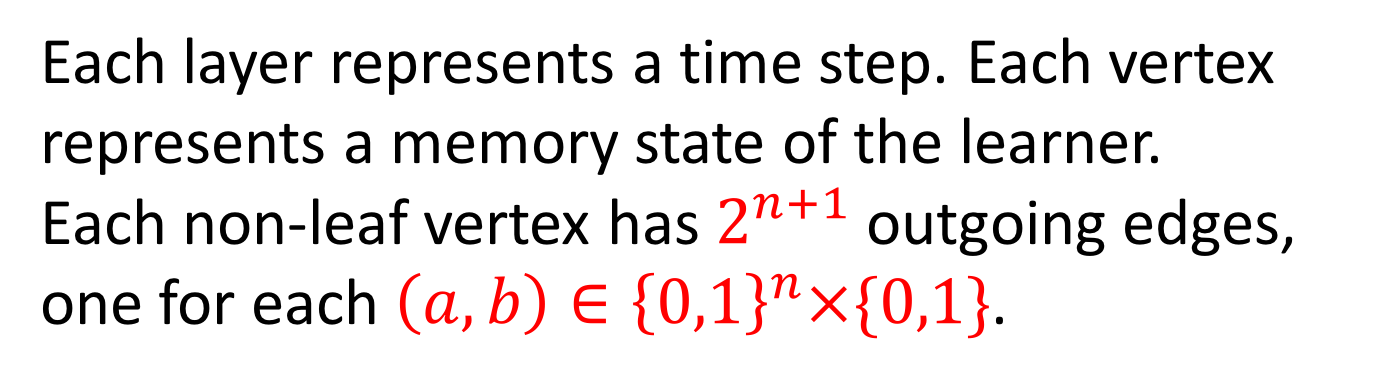 Each layer represents a time step. Each vertex
represents a memory state of the learner.
Each non-leaf vertex has 2ⁿ⁺¹ outgoing edges,
one for each (a, b) ∈ {0,1}ⁿ×{0,1}.